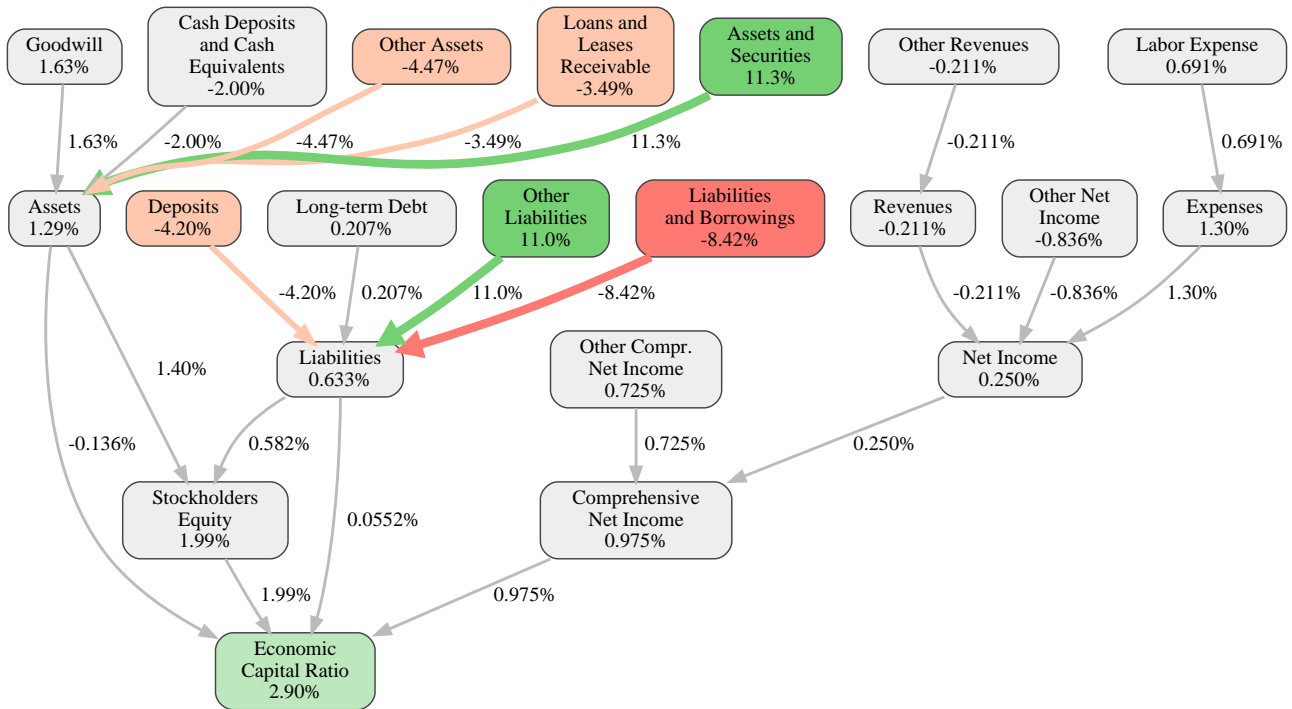 Goodwill
1.63%
Cash Deposits
and Cash
Equivalents
-2.00%
Other Assets
-4.47%
Loans and
Leases
Receivable
-3.49%
Assets and
Securities
11.3%
Other Revenues
-0.211%
Labor Expense
0.691%
1.63%
-2.00%
-4.47%
-3.49%
11.3%
-0.211%
0.691%
Assets
1.29%
Deposits
-4.20%
Long-term Debt
0.207%
Other
Liabilities
11.0%
Liabilities
and Borrowings
-8.42%
Revenues
-0.211%
Other Net
Income
-0.836%
Expenses
1.30%
-4.20%
0.207%
11.0%
-8.42%
-0.211%
-0.836%
1.30%
Liabilities
0.633%
Other Compr.
Net Income
0.725%
Net Income
0.250%
1.40%
-0.136%
0.582%
0.725%
0.250%
Stockholders
Equity
1.99%
0.0552%
Comprehensive
Net Income
0.975%
1.99%
0.975%
Economic
Capital Ratio
2.90%